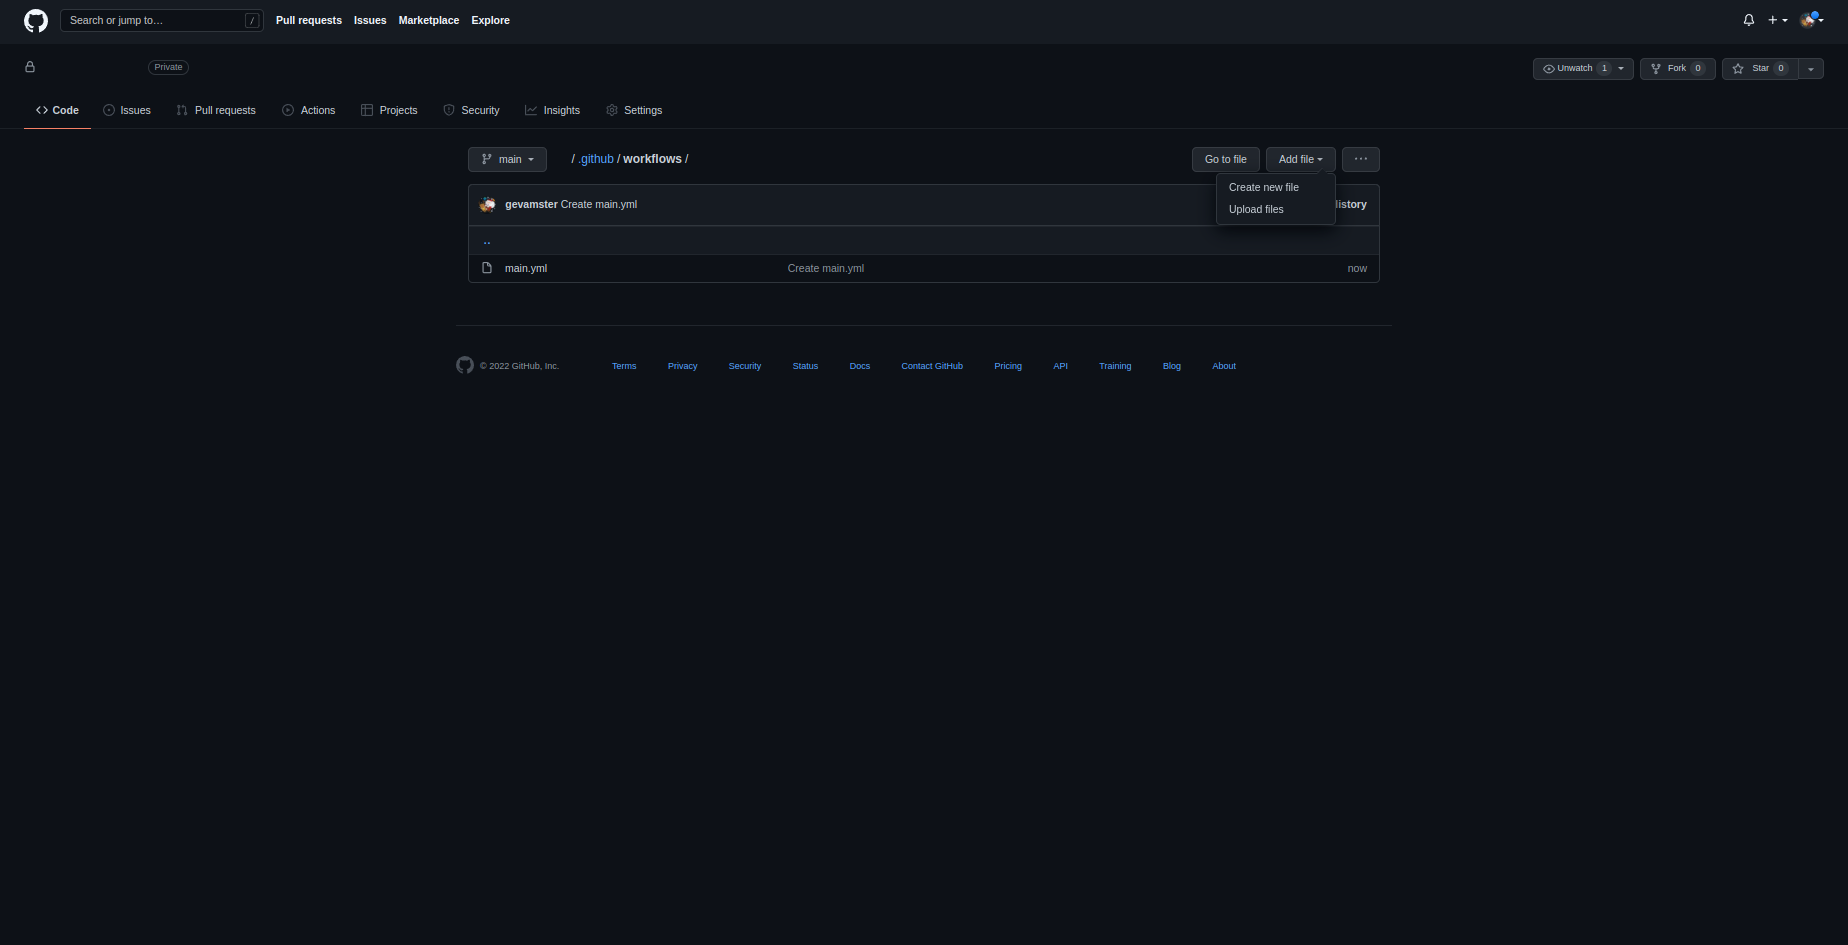 Search or jump to… /
Pull requests Issues Marketplace Explore
Private
Unwatch 1 Fork 0 Star 0
Code Issues Pull requests Actions Projects Security Insights Settings
main / .github / workflows /
Go to file Add file ···
Create new file
Upload files
gevamster Create main.yml
..
main.yml Create main.yml now
© 2022 GitHub, Inc. Terms Privacy Security Status Docs Contact GitHub Pricing API Training Blog About